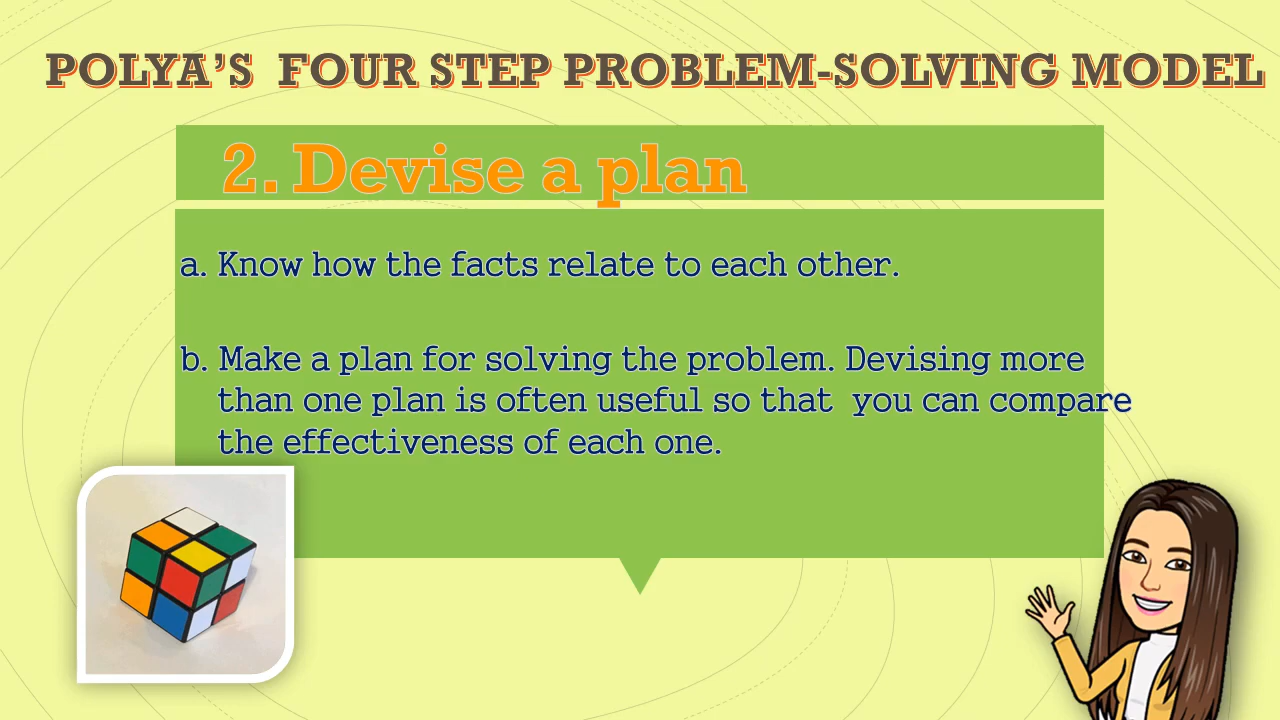 POLYA'S  FOUR STEP PROBLEM-SOLVING MODEL
2. Devise a plan
a. Know how the facts relate to each other.
b. Make a plan for solving the problem. Devising more
than one plan is often useful so that  you can compare
the effectiveness of each one.